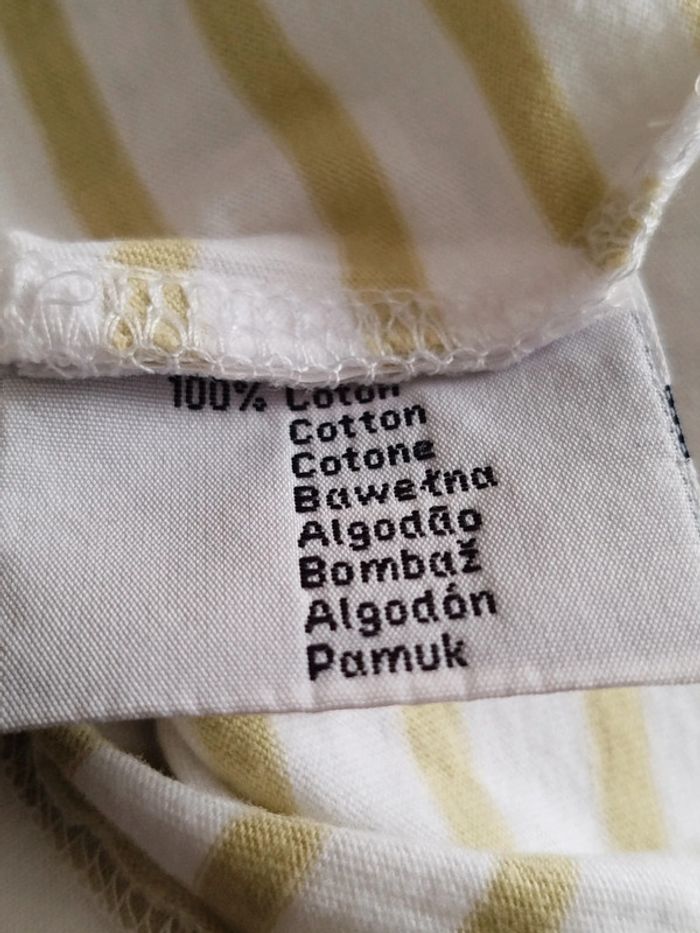 100% Coton
Cotton
Cotone
Bawełna
Algodão
Bombaž
Algodón
Pamuk